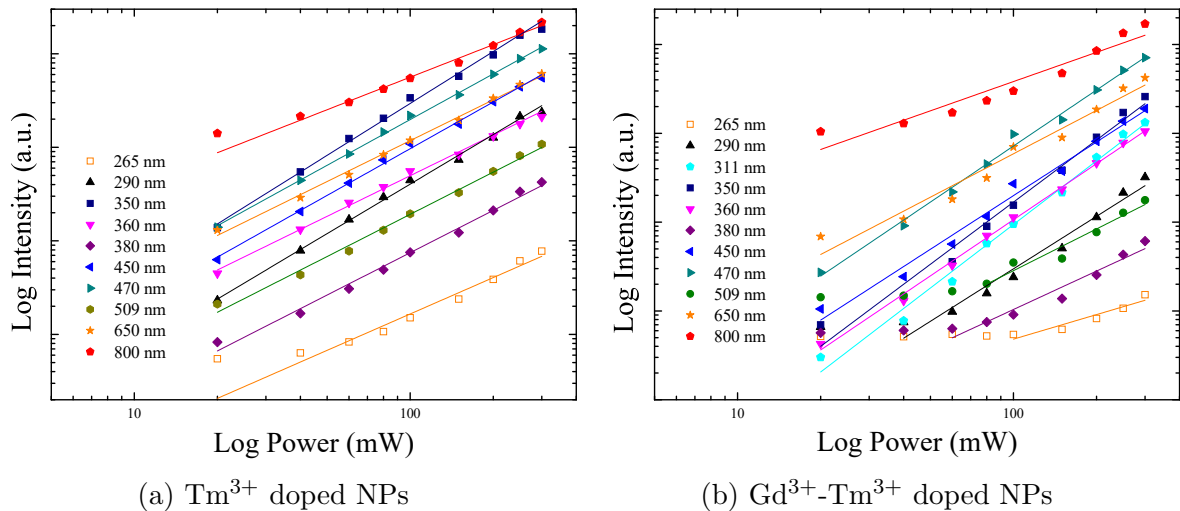 Log Intensity (a.u.)
265 nm
290 nm
350 nm
360 nm
380 nm
450 nm
470 nm
509 nm
650 nm
800 nm
10
100
Log Power (mW)
(a) Tm³⁺ doped NPs
Log Intensity (a.u.)
265 nm
290 nm
311 nm
350 nm
360 nm
380 nm
450 nm
470 nm
509 nm
650 nm
800 nm
10
100
Log Power (mW)
(b) Gd³⁺-Tm³⁺ doped NPs